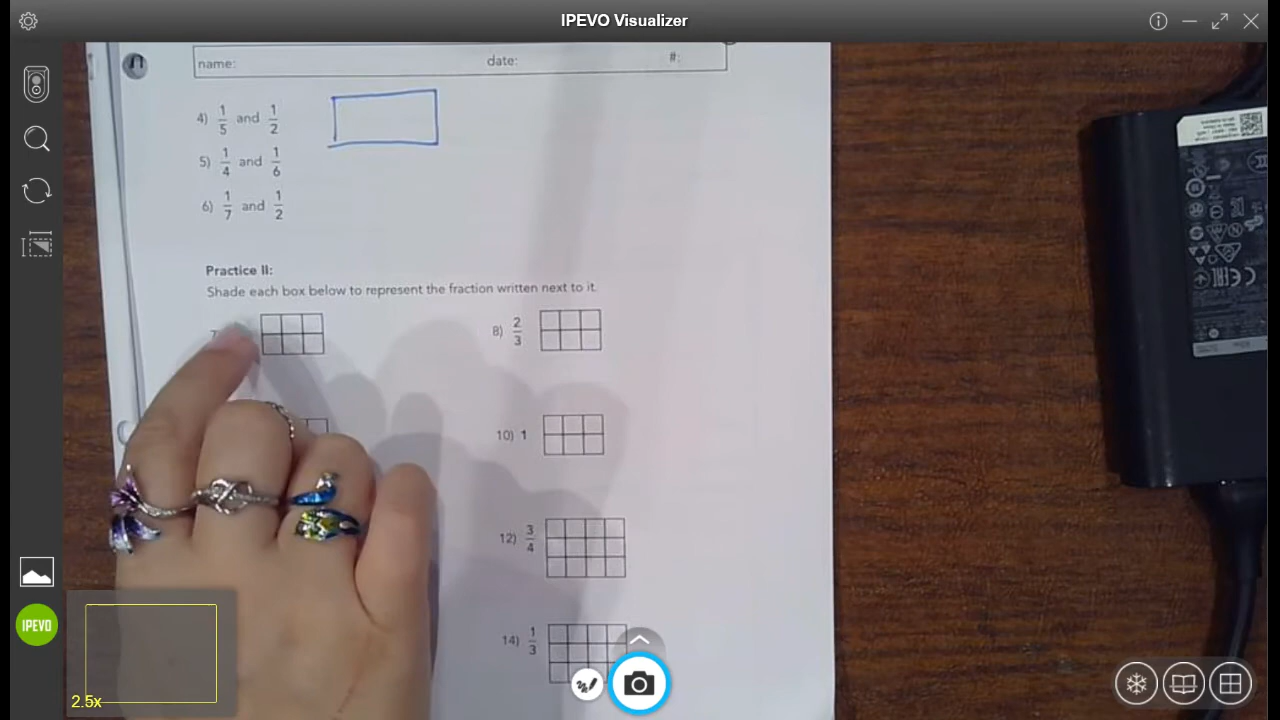 IPEVO Visualizer
name: date: #:
4) 1/5 and 1/2
5) 1/4 and 1/6
6) 1/7 and 1/2
Practice II:
Shade each box below to represent the fraction written next to it.
8) 2/3
10) 1
12) 3/4
14) 1/3
IPEVO
2.5x